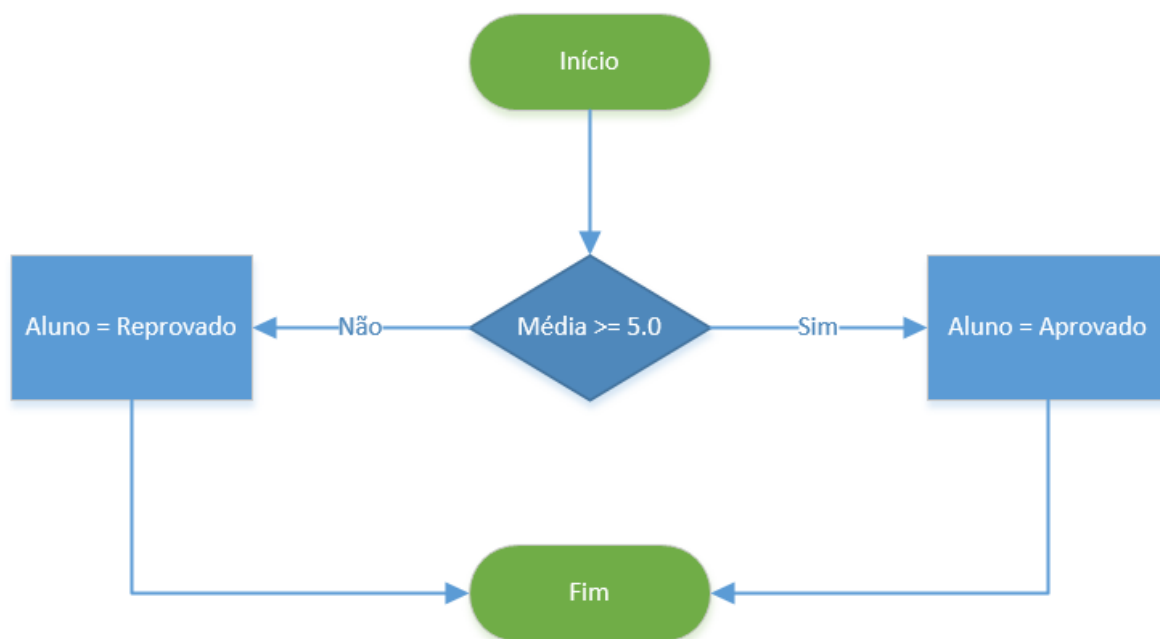 Início
Aluno = Reprovado
Não
Média >= 5.0
Sim
Aluno = Aprovado
Fim